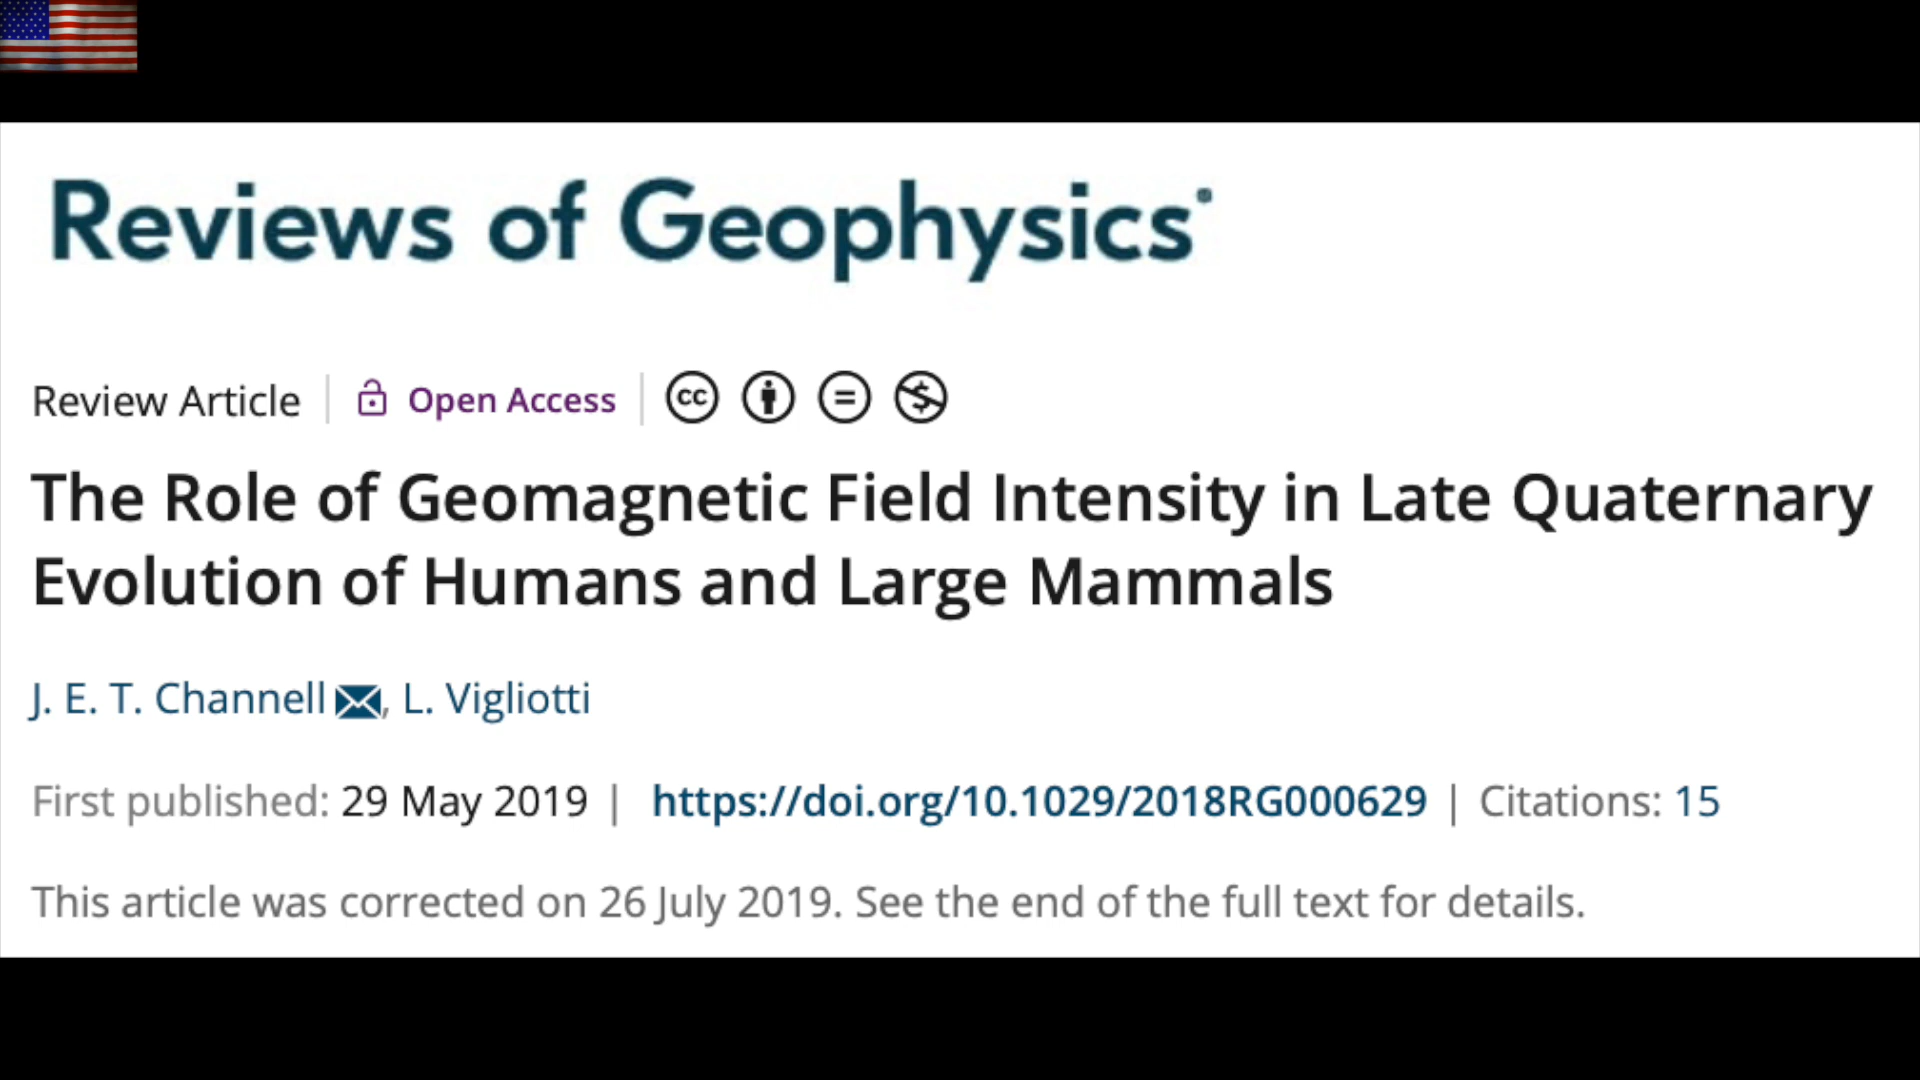 Reviews of Geophysics
Review Article | Open Access | cc
The Role of Geomagnetic Field Intensity in Late Quaternary
Evolution of Humans and Large Mammals
J. E. T. Channell, L. Vigliotti
First published: 29 May 2019 | https://doi.org/10.1029/2018RG000629 | Citations: 15
This article was corrected on 26 July 2019. See the end of the full text for details.